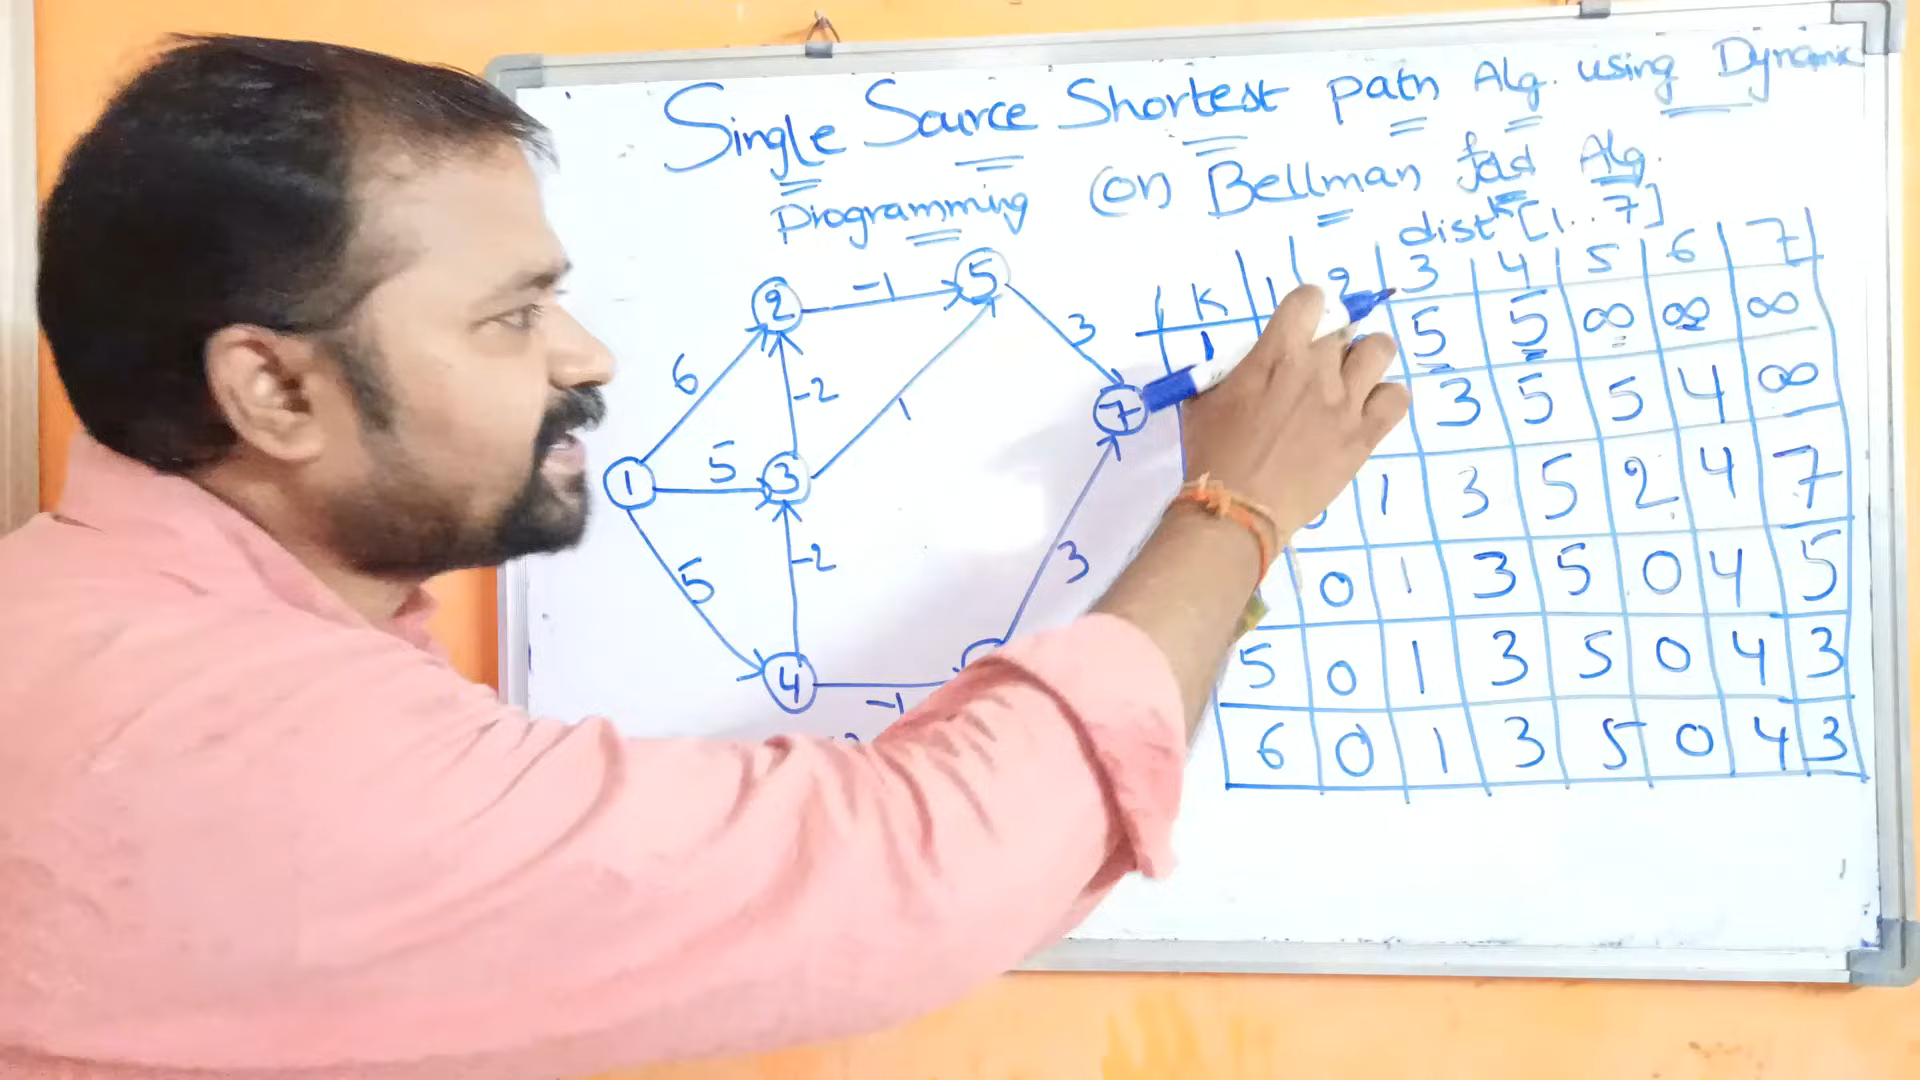 Single Source Shortest path Alg. using Dynamic
Programming (or) Bellman fod Alg.
dist^k [1..7]
K 1 2 3 4 5 6 7
1 5 5 ∞ ∞ ∞
3 5 5 4 ∞
1 3 5 2 4 7
0 1 3 5 0 4 5
5 0 1 3 5 0 4 3
6 0 1 3 5 0 4 3
2 -1 5
6 -2 1 3
7
1 5 3
5 -2 3
4 -1